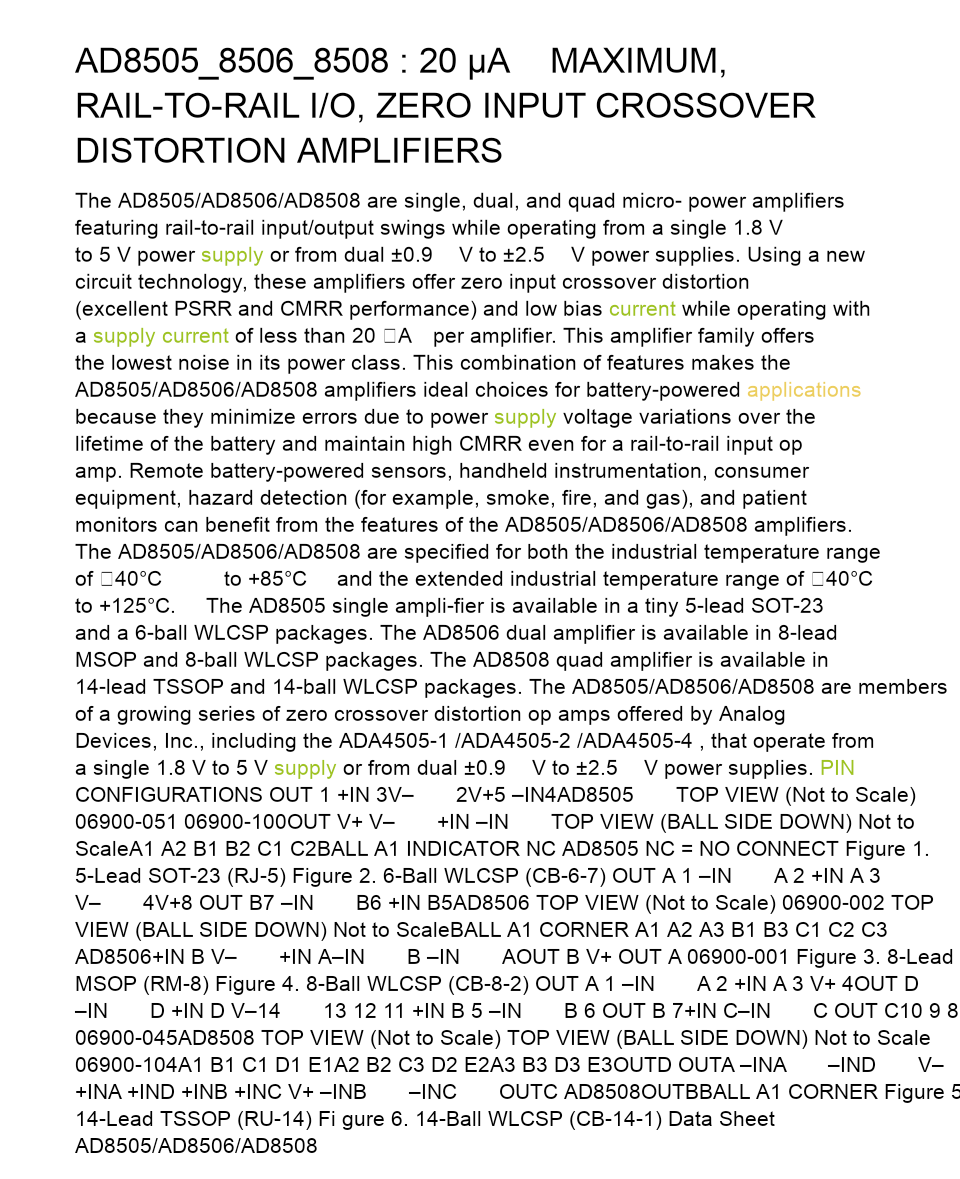 AD8505_8506_8508 : 20 µA MAXIMUM,
RAIL-TO-RAIL I/O, ZERO INPUT CROSSOVER
DISTORTION AMPLIFIERS
The AD8505/AD8506/AD8508 are single, dual, and quad micro- power amplifiers
featuring rail-to-rail input/output swings while operating from a single 1.8 V
to 5 V power supply or from dual ±0.9 V to ±2.5 V power supplies. Using a new
circuit technology, these amplifiers offer zero input crossover distortion
(excellent PSRR and CMRR performance) and low bias current while operating with
a supply current of less than 20 □A per amplifier. This amplifier family offers
the lowest noise in its power class. This combination of features makes the
AD8505/AD8506/AD8508 amplifiers ideal choices for battery-powered applications
because they minimize errors due to power supply voltage variations over the
lifetime of the battery and maintain high CMRR even for a rail-to-rail input op
amp. Remote battery-powered sensors, handheld instrumentation, consumer
equipment, hazard detection (for example, smoke, fire, and gas), and patient
monitors can benefit from the features of the AD8505/AD8506/AD8508 amplifiers.
The AD8505/AD8506/AD8508 are specified for both the industrial temperature range
of □40°C to +85°C and the extended industrial temperature range of □40°C
to +125°C. The AD8505 single ampli-fier is available in a tiny 5-lead SOT-23
and a 6-ball WLCSP packages. The AD8506 dual amplifier is available in 8-lead
MSOP and 8-ball WLCSP packages. The AD8508 quad amplifier is available in
14-lead TSSOP and 14-ball WLCSP packages. The AD8505/AD8506/AD8508 are members
of a growing series of zero crossover distortion op amps offered by Analog
Devices, Inc., including the ADA4505-1 /ADA4505-2 /ADA4505-4 , that operate from
a single 1.8 V to 5 V supply or from dual ±0.9 V to ±2.5 V power supplies. PIN
CONFIGURATIONS OUT 1 +IN 3V– 2V+5 –IN4AD8505 TOP VIEW (Not to Scale)
06900-051 06900-100OUT V+ V– +IN –IN TOP VIEW (BALL SIDE DOWN) Not to
ScaleA1 A2 B1 B2 C1 C2BALL A1 INDICATOR NC AD8505 NC = NO CONNECT Figure 1.
5-Lead SOT-23 (RJ-5) Figure 2. 6-Ball WLCSP (CB-6-7) OUT A 1 –IN A 2 +IN A 3
V– 4V+8 OUT B7 –IN B6 +IN B5AD8506 TOP VIEW (Not to Scale) 06900-002 TOP
VIEW (BALL SIDE DOWN) Not to ScaleBALL A1 CORNER A1 A2 A3 B1 B3 C1 C2 C3
AD8506+IN B V– +IN A–IN B –IN AOUT B V+ OUT A 06900-001 Figure 3. 8-Lead
MSOP (RM-8) Figure 4. 8-Ball WLCSP (CB-8-2) OUT A 1 –IN A 2 +IN A 3 V+ 4OUT D
–IN D +IN D V–14 13 12 11 +IN B 5 –IN B 6 OUT B 7+IN C–IN C OUT C10 9 8
06900-045AD8508 TOP VIEW (Not to Scale) TOP VIEW (BALL SIDE DOWN) Not to Scale
06900-104A1 B1 C1 D1 E1A2 B2 C3 D2 E2A3 B3 D3 E3OUTD OUTA –INA –IND V–
+INA +IND +INB +INC V+ –INB –INC OUTC AD8508OUTBBALL A1 CORNER Figure 5
14-Lead TSSOP (RU-14) Fi gure 6. 14-Ball WLCSP (CB-14-1) Data Sheet
AD8505/AD8506/AD8508